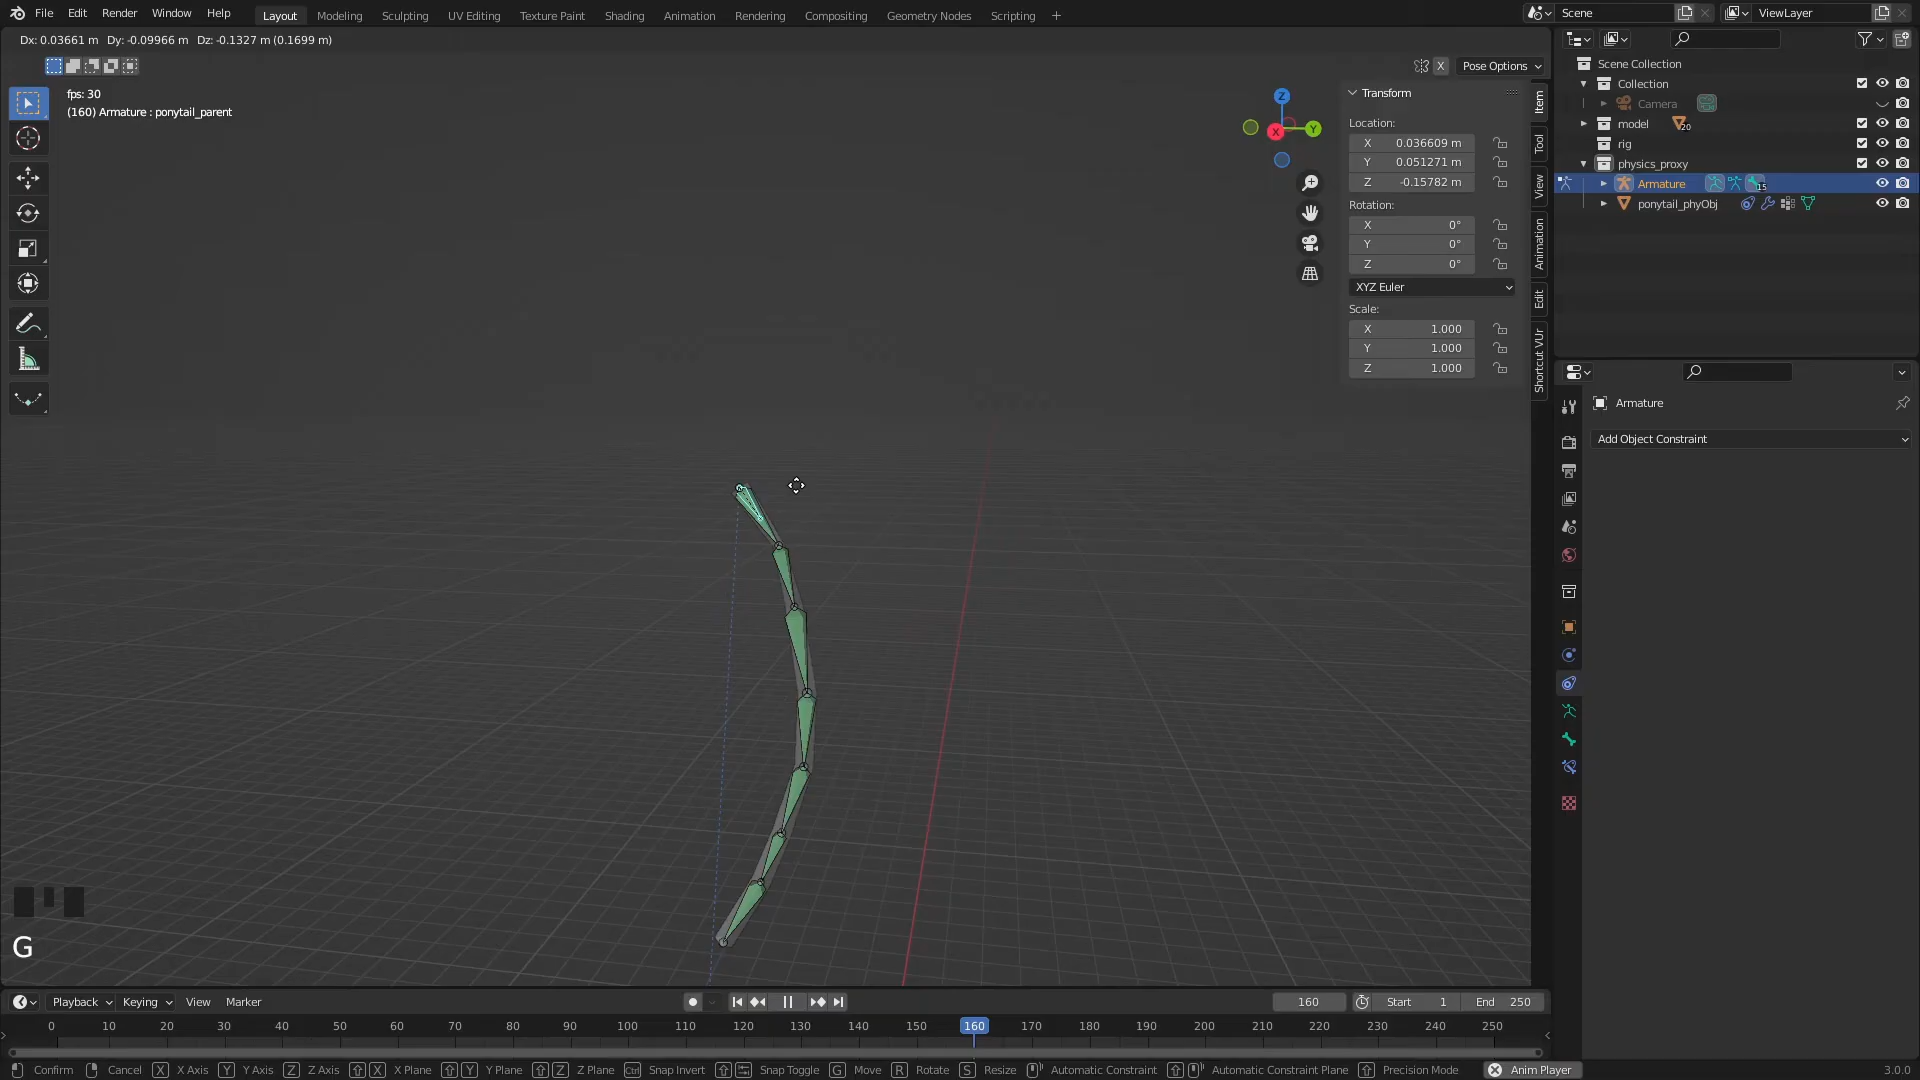 File Edit Render Window Help Layout Modeling Sculpting UV Editing Texture Paint Shading Animation Rendering Compositing Geometry Nodes Scripting + Scene ViewLayer
Dx: 0.03661 m Dy: -0.09966 m Dz: -0.1327 m (0.1699 m)
X Pose Options
fps: 30
(160) Armature : ponytail_parent
Z
Y
X
Transform
Location:
X 0.036609 m
Y 0.051271 m
Z -0.15782 m
Rotation:
X 0°
Y 0°
Z 0°
XYZ Euler
Scale:
X 1.000
Y 1.000
Z 1.000
Item
Tool
View
Animation
Edit
Shortcut VUr
Scene Collection
Collection
Camera
model 20
rig
physics_proxy
Armature 15
ponytail_phyObj
Armature
Add Object Constraint
G
Playback Keying View Marker 160 Start 1 End 250
0 10 20 30 40 50 60 70 80 90 100 110 120 130 140 150 160 170 180 190 200 210 220 230 240 250
Confirm Cancel X X Axis Y Y Axis Z Z Axis X X Plane Y Y Plane Z Z Plane Ctrl Snap Invert Snap Toggle G Move R Rotate S Resize Automatic Constraint Automatic Constraint Plane Precision Mode Anim Player 3.0.0